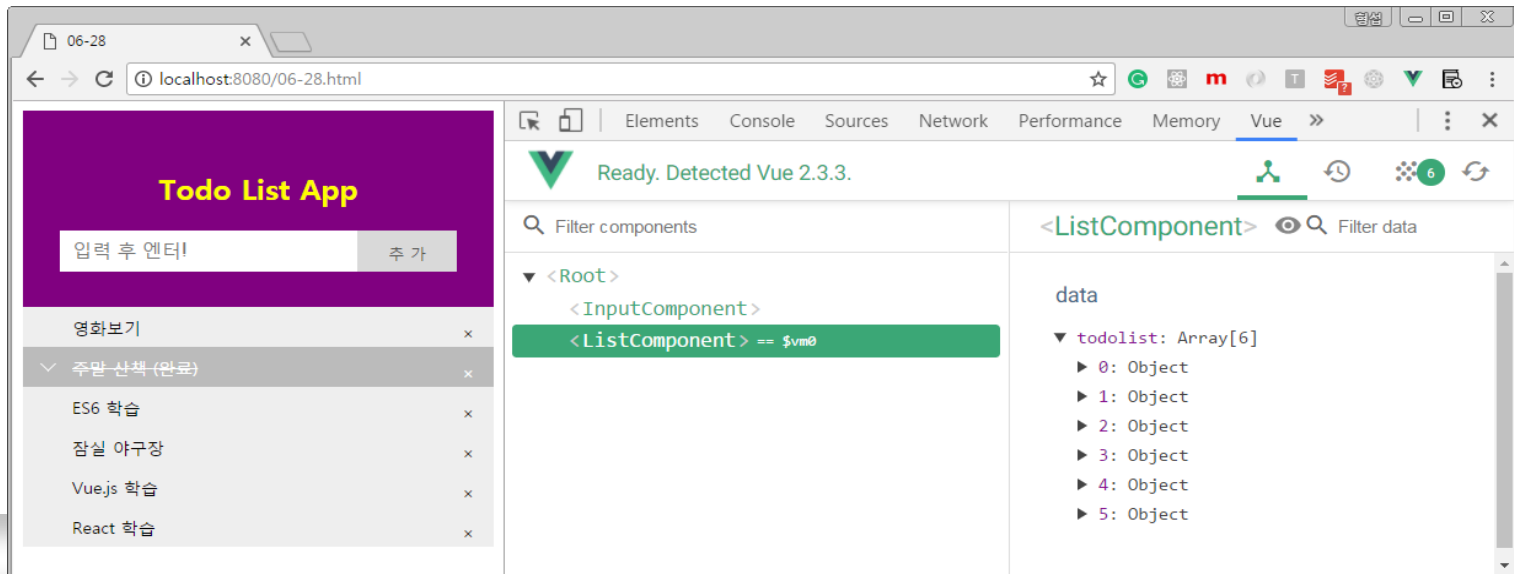 형섭
06-28
localhost:8080/06-28.html
Elements Console Sources Network Performance Memory Vue »
Ready. Detected Vue 2.3.3.
6
Filter components
<ListComponent> Filter data
Todo List App
입력 후 엔터!
추 가
영화보기 ×
주말 산책 (완료) ×
ES6 학습 ×
잠실 야구장 ×
Vue.js 학습 ×
React 학습 ×
▼ <Root>
<InputComponent>
<ListComponent> == $vm0
data
▼ todolist: Array[6]
▶ 0: Object
▶ 1: Object
▶ 2: Object
▶ 3: Object
▶ 4: Object
▶ 5: Object